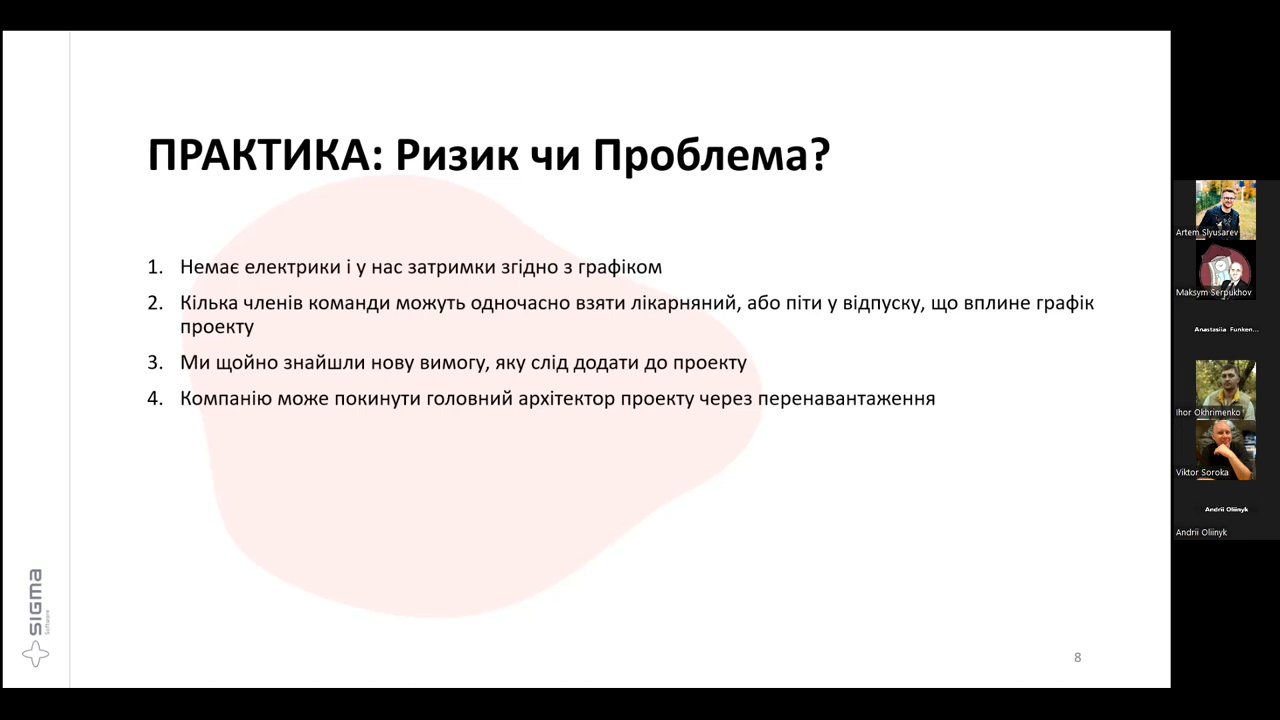 ПРАКТИКА: Ризик чи Проблема?
1. Немає електрики і у нас затримки згідно з графіком
2. Кілька членів команди можуть одночасно взяти лікарняний, або піти у відпуску, що вплине графік
проекту
3. Ми щойно знайшли нову вимогу, яку слід додати до проекту
4. Компанію може покинути головний архітектор проекту через перенавантаження
SIGMA
Software
8
Artem Slyusarev
Maksym Serpukhov
Anastasiia Funken...
Ihor Okhrimenko
Viktor Soroka
Andrii Oliinyk
Andrii Oliinyk